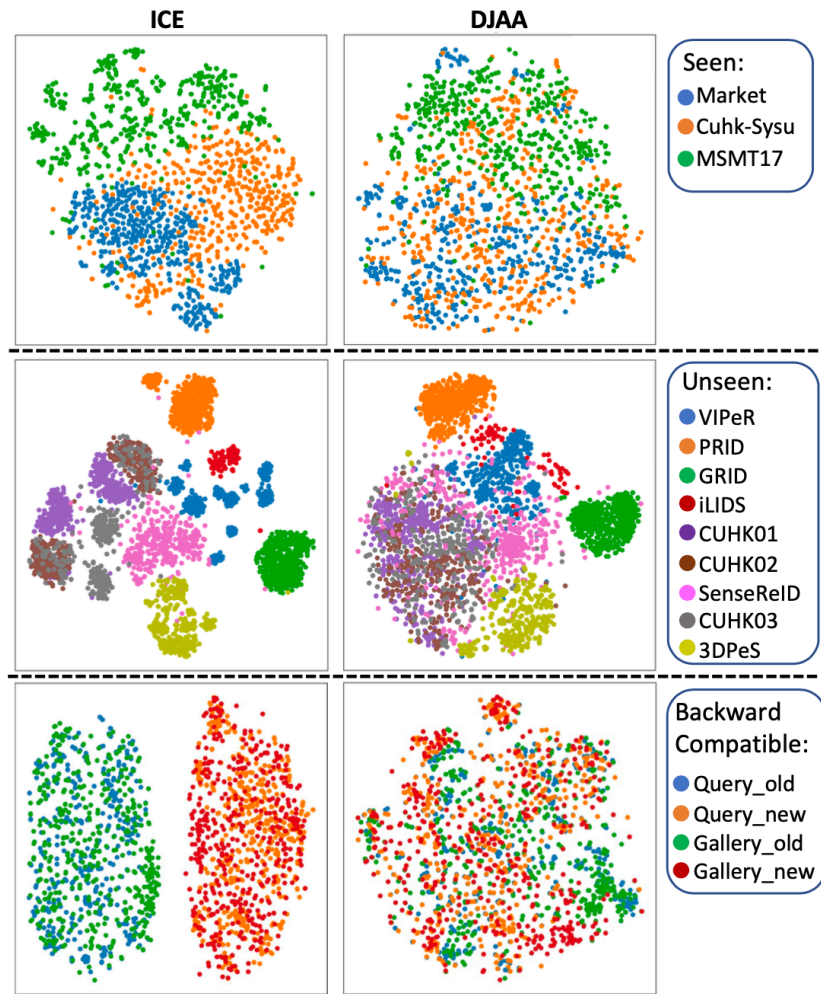 ICE
DJAA
Seen:
Market
Cuhk-Sysu
MSMT17
Unseen:
VIPeR
PRID
GRID
iLIDS
CUHK01
CUHK02
SenseReID
CUHK03
3DPeS
Backward
Compatible:
Query_old
Query_new
Gallery_old
Gallery_new